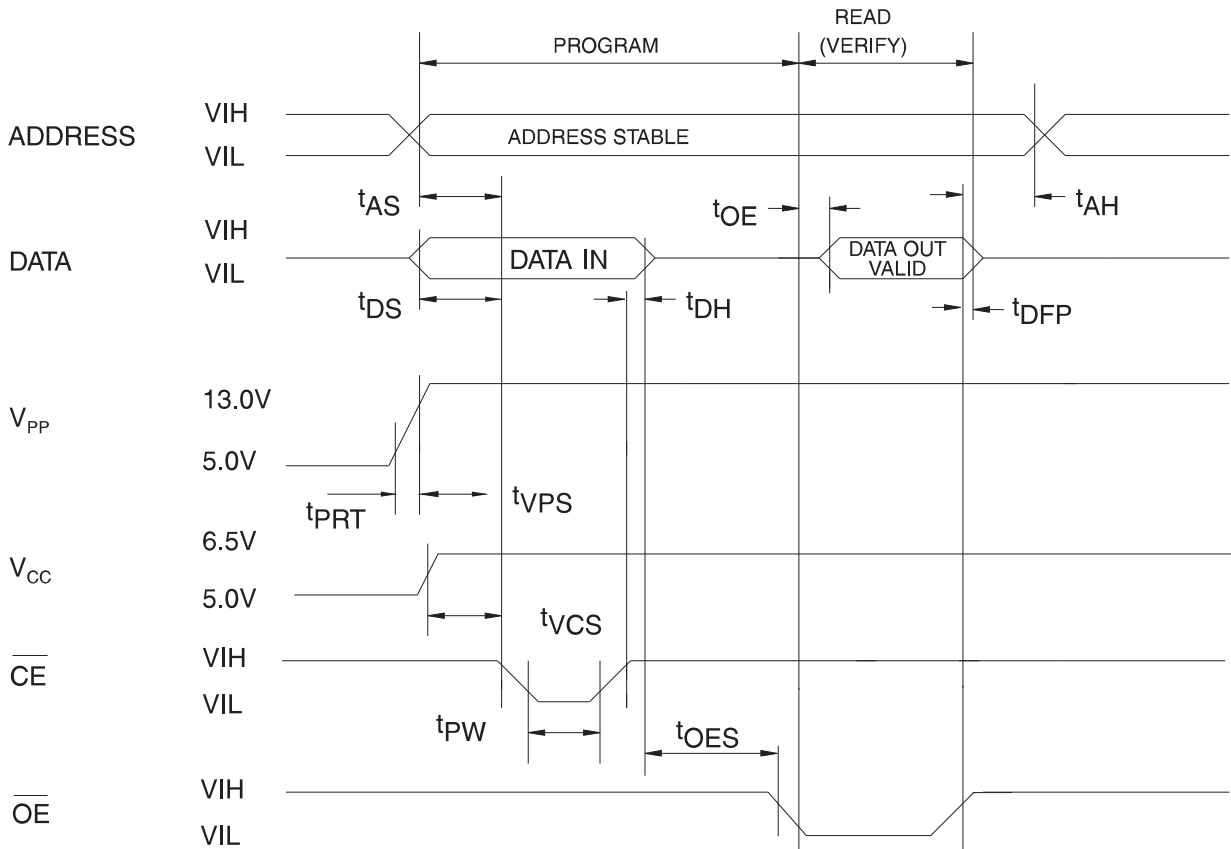 READ
PROGRAM (VERIFY)
ADDRESS VIH
VIL
ADDRESS STABLE
tAS tOE tAH
DATA VIH
VIL
DATA IN
DATA OUT
VALID
tDS tDH tDFP
VPP 13.0V
5.0V
tPRT tVPS
VCC 6.5V
5.0V
tVCS
CE VIH
VIL
tPW tOES
OE VIH
VIL